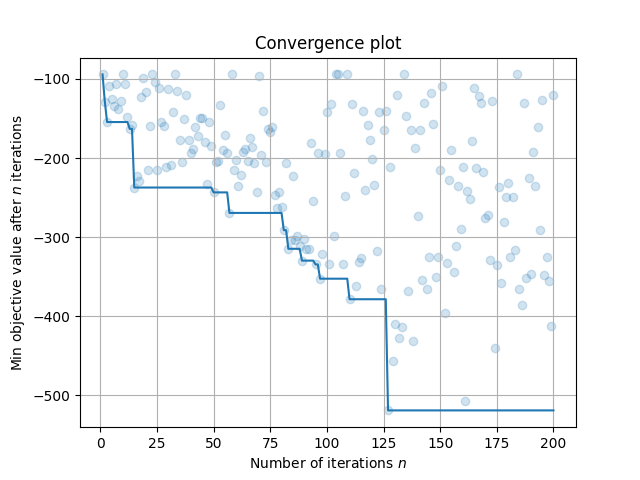 Convergence plot
−100
−200
−300
−400
−500
Min objective value after n iterations
0 25 50 75 100 125 150 175 200
Number of iterations n